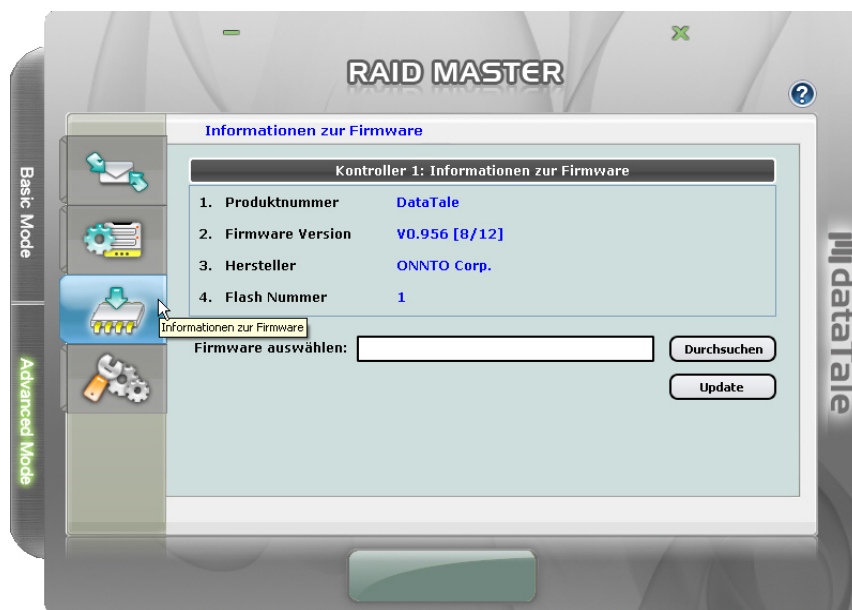 RAID MASTER
?
Informationen zur Firmware
Kontroller 1: Informationen zur Firmware
1. Produktnummer DataTale
2. Firmware Version V0.956 [8/12]
3. Hersteller ONNTO Corp.
4. Flash Nummer 1
Informationen zur Firmware
Firmware auswählen: Durchsuchen
Update
Basic Mode
Advanced Mode
dataTale